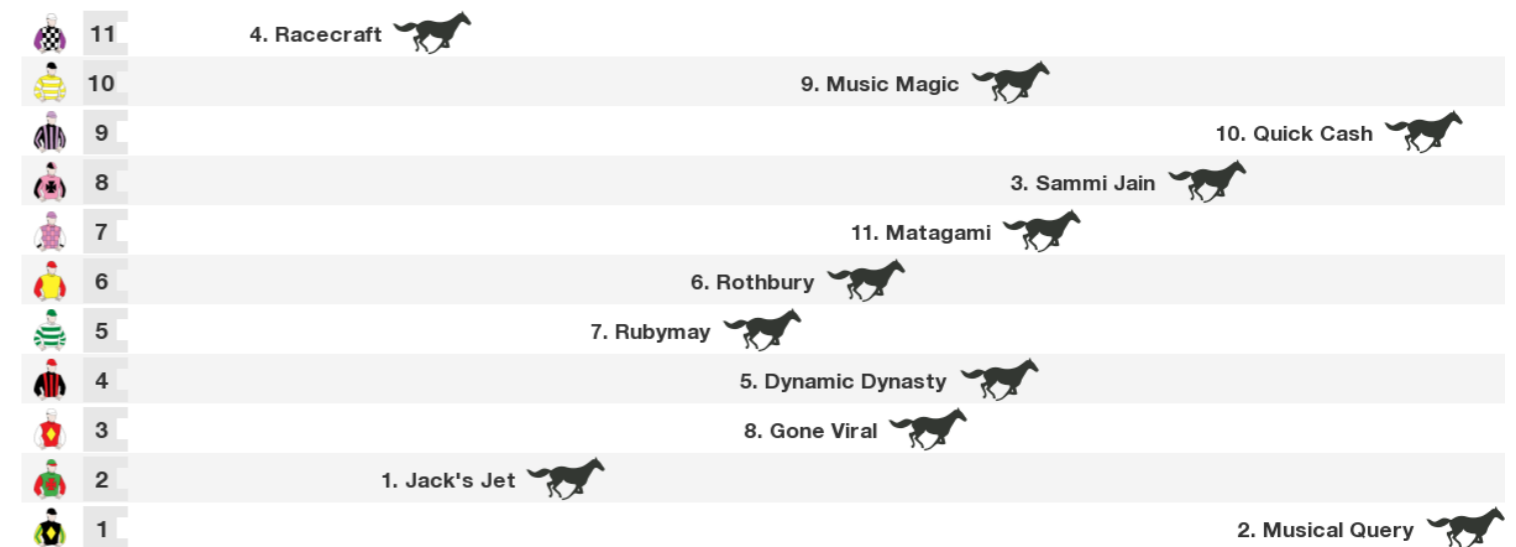 11 4. Racecraft
10 9. Music Magic
9 10. Quick Cash
8 3. Sammi Jain
7 11. Matagami
6 6. Rothbury
5 7. Rubymay
4 5. Dynamic Dynasty
3 8. Gone Viral
2 1. Jack's Jet
1 2. Musical Query